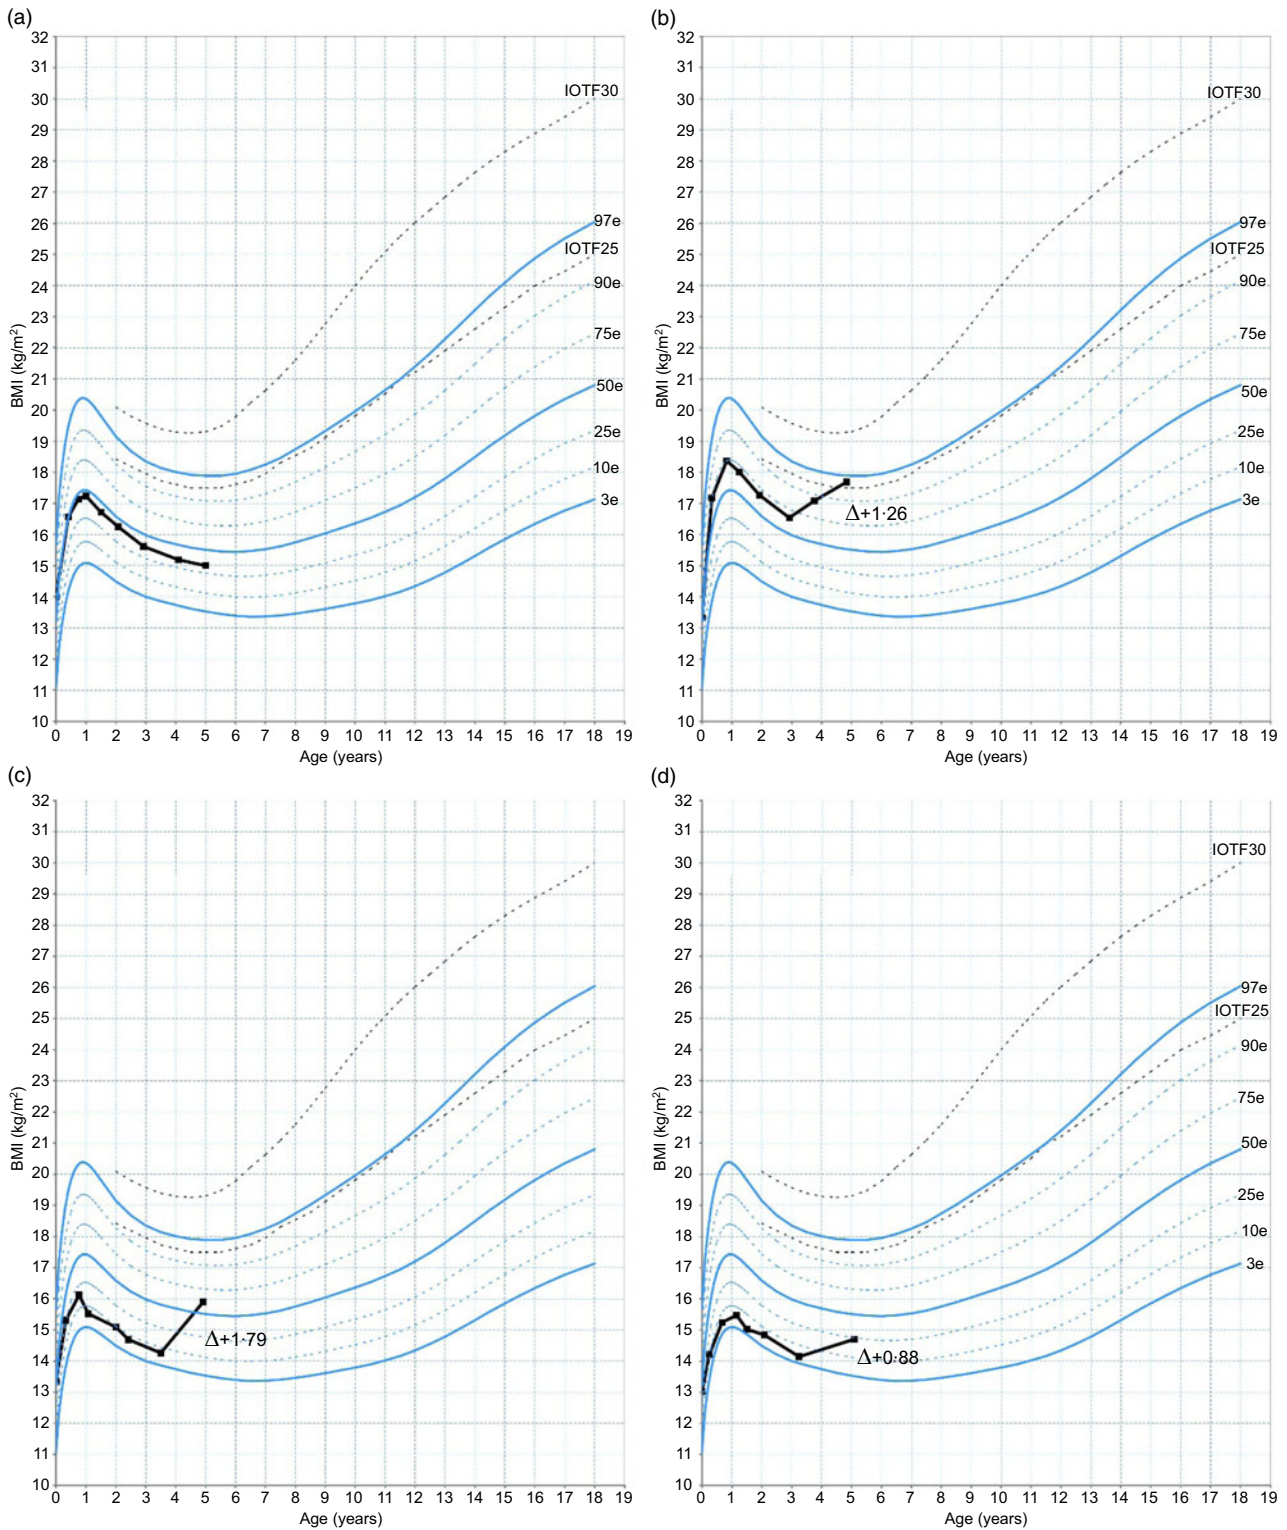 (a)
32
31
30
29
28
27
26
25
24
23
22
21
20
19
18
17
16
15
14
13
12
11
10
BMI (kg/m²)
IOTF30
97e
IOTF25
90e
75e
50e
25e
10e
3e
0 1 2 3 4 5 6 7 8 9 10 11 12 13 14 15 16 17 18 19
Age (years)
(b)
32
31
30
29
28
27
26
25
24
23
22
21
20
19
18
17
16
15
14
13
12
11
10
BMI (kg/m²)
IOTF30
97e
IOTF25
90e
75e
50e
25e
10e
3e
Δ+1·26
0 1 2 3 4 5 6 7 8 9 10 11 12 13 14 15 16 17 18 19
Age (years)
(c)
32
31
30
29
28
27
26
25
24
23
22
21
20
19
18
17
16
15
14
13
12
11
10
BMI (kg/m²)
Δ+1·79
0 1 2 3 4 5 6 7 8 9 10 11 12 13 14 15 16 17 18 19
Age (years)
(d)
32
31
30
29
28
27
26
25
24
23
22
21
20
19
18
17
16
15
14
13
12
11
10
BMI (kg/m²)
IOTF30
97e
IOTF25
90e
75e
50e
25e
10e
3e
Δ+0·88
0 1 2 3 4 5 6 7 8 9 10 11 12 13 14 15 16 17 18 19
Age (years)